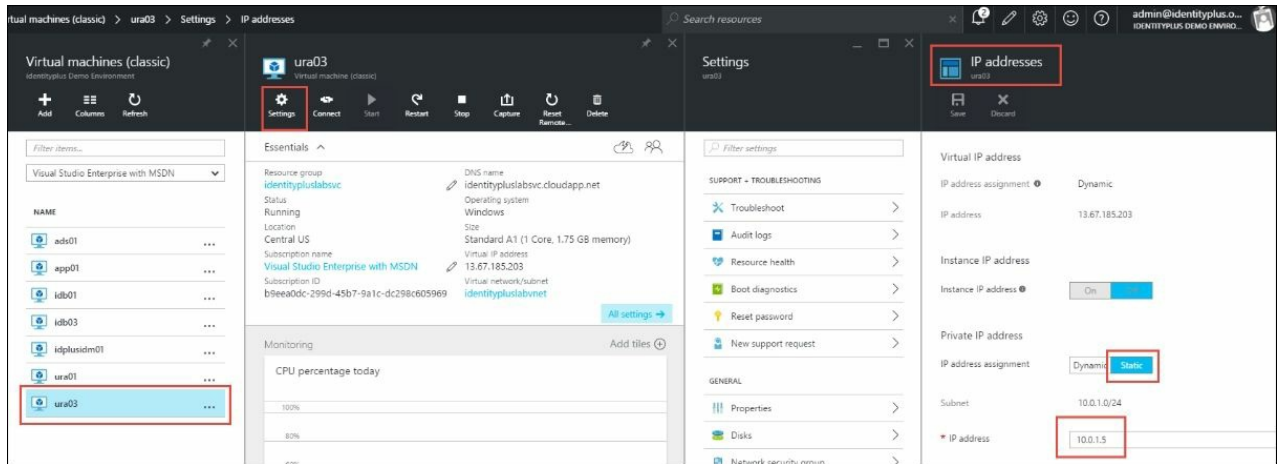 rtual machines (classic) > ura03 > Settings > IP addresses
Search resources
2
admin@identityplus.o...
IDENTITYPLUS DEMO ENVIRO...
Virtual machines (classic)
identityplus Demo Environment
Add
Columns
Refresh
Filter items...
Visual Studio Enterprise with MSDN
NAME
ads01
app01
idb01
idb03
idplusidm01
ura01
ura03
ura03
Virtual machine (classic)
Settings
Connect
Start
Restart
Stop
Capture
Reset Remote...
Delete
Essentials
Resource group
identitypluslabsvc
Status
Running
Location
Central US
Subscription name
Visual Studio Enterprise with MSDN
Subscription ID
b9eea0dc-299d-45b7-9a1c-dc298c605969
DNS name
identitypluslabsvc.cloudapp.net
Operating system
Windows
Size
Standard A1 (1 Core, 1.75 GB memory)
Virtual IP address
13.67.185.203
Virtual network/subnet
identitypluslabvnet
All settings →
Monitoring
Add tiles
CPU percentage today
100%
80%
Settings
ura03
Filter settings
SUPPORT + TROUBLESHOOTING
Troubleshoot
Audit logs
Resource health
Boot diagnostics
Reset password
New support request
GENERAL
Properties
Disks
Network security group
IP addresses
ura03
Save
Discard
Virtual IP address
IP address assignment
Dynamic
IP address
13.67.185.203
Instance IP address
Instance IP address
On
Private IP address
IP address assignment
Dynamic
Static
Subnet
10.0.1.0/24
* IP address
10.0.1.5